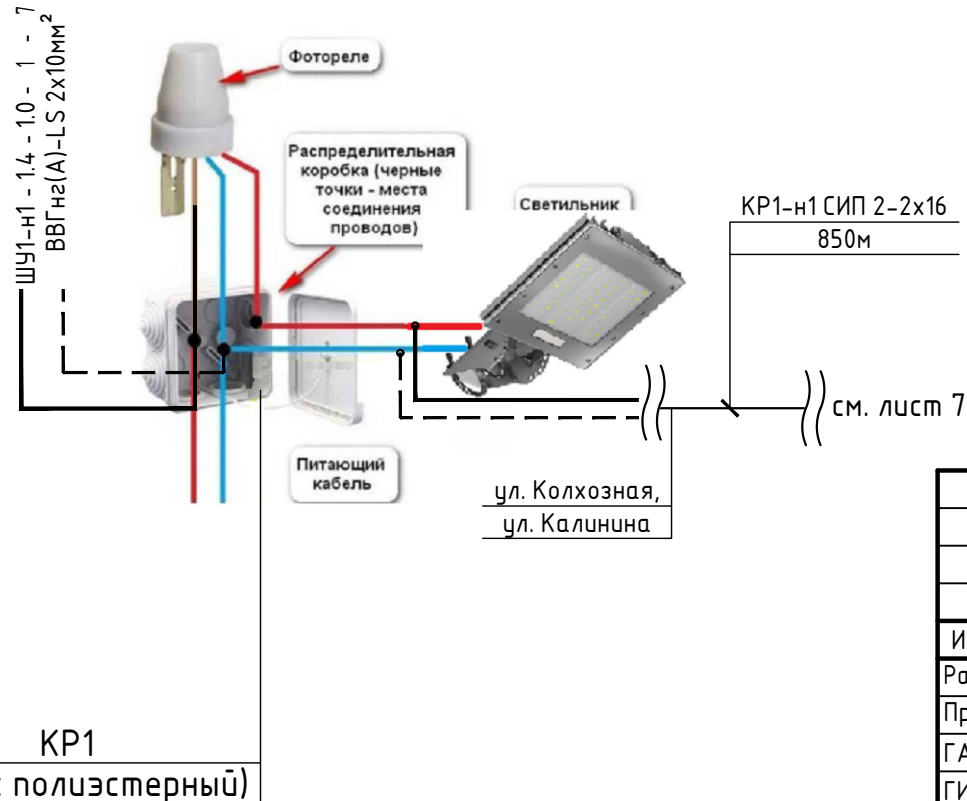 ШУ1-н1 - 1.4 - 1.0 - 1 - 7
ВВГнг(А)-LS 2х10мм²
Фотореле
Распределительная
коробка (черные
точки - места
соединения
проводов)
Светильник
КР1-н1 СИП 2-2х16
850м
см. лист 7
Питающий
кабель
ул. Колхозная,
ул. Калинина
КР1
полиэстерный)
И
Ра
Пр
ГА
ГИ